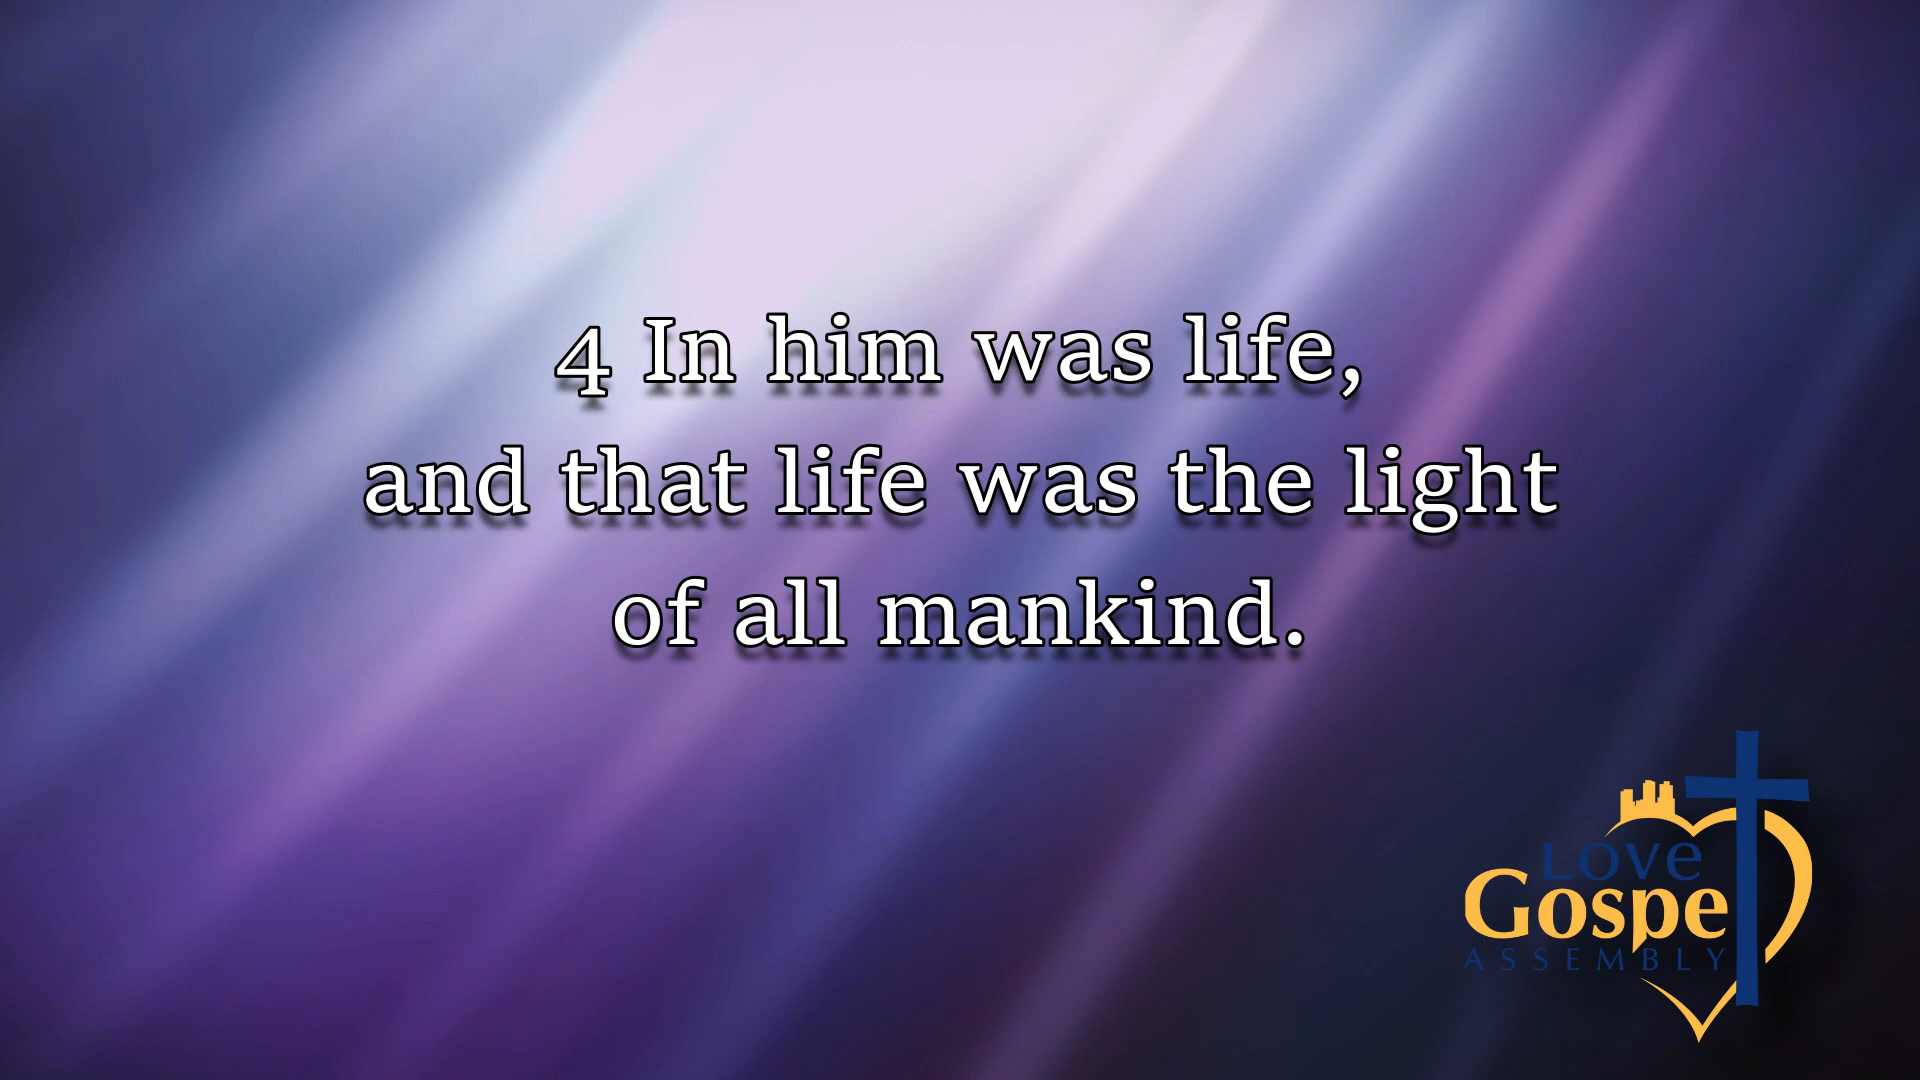 4 In him was life,
and that life was the light
of all mankind.
LOVE
Gospel
ASSEMBLY